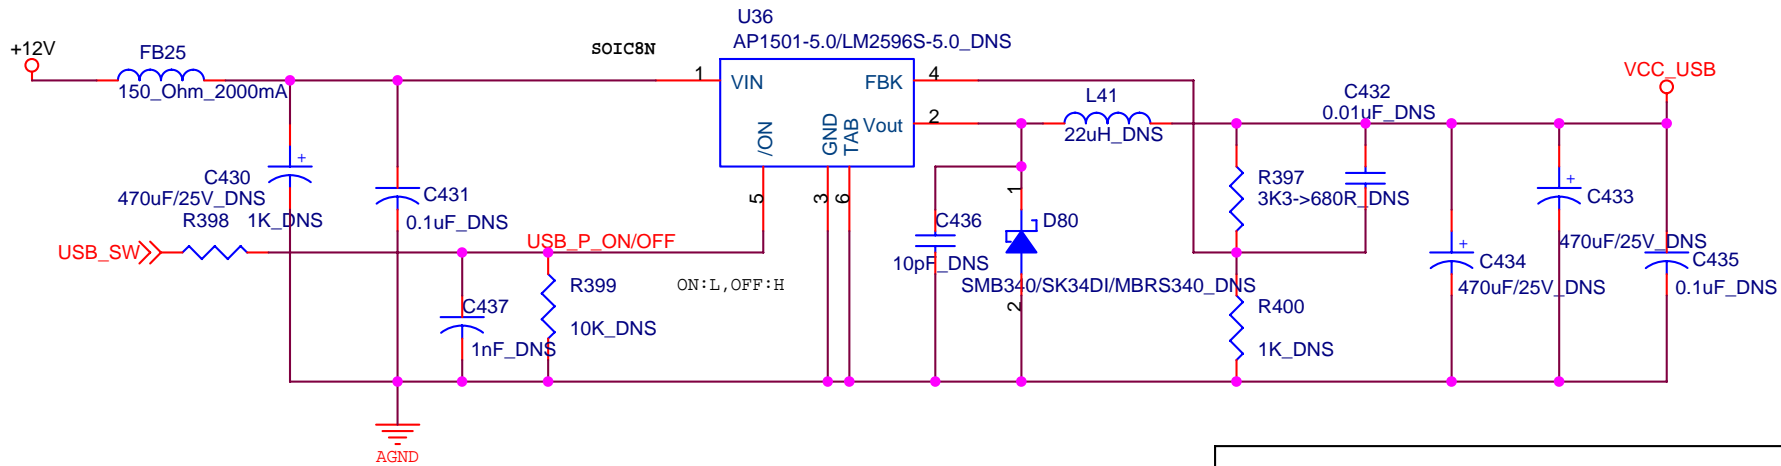 U36
AP1501-5.0/LM2596S-5.0_DNS
+12V
FB25
150_Ohm_2000mA
SOIC8N
1
VIN
FBK
4
/ON
GND
TAB
Vout
2
5
3
6
L41
22uH_DNS
C432
0.01uF_DNS
VCC_USB
C430
470uF/25V_DNS
+
C431
0.1uF_DNS
R398
1K_DNS
USB_SW
USB_P_ON/OFF
ON:L,OFF:H
C437
1nF_DNS
R399
10K_DNS
C436
10pF_DNS
1
D80
SMB340/SK34DI/MBRS340_DNS
2
R397
3K3->680R_DNS
R400
1K_DNS
+
C433
470uF/25V_DNS
+
C434
470uF/25V_DNS
C435
0.1uF_DNS
AGND